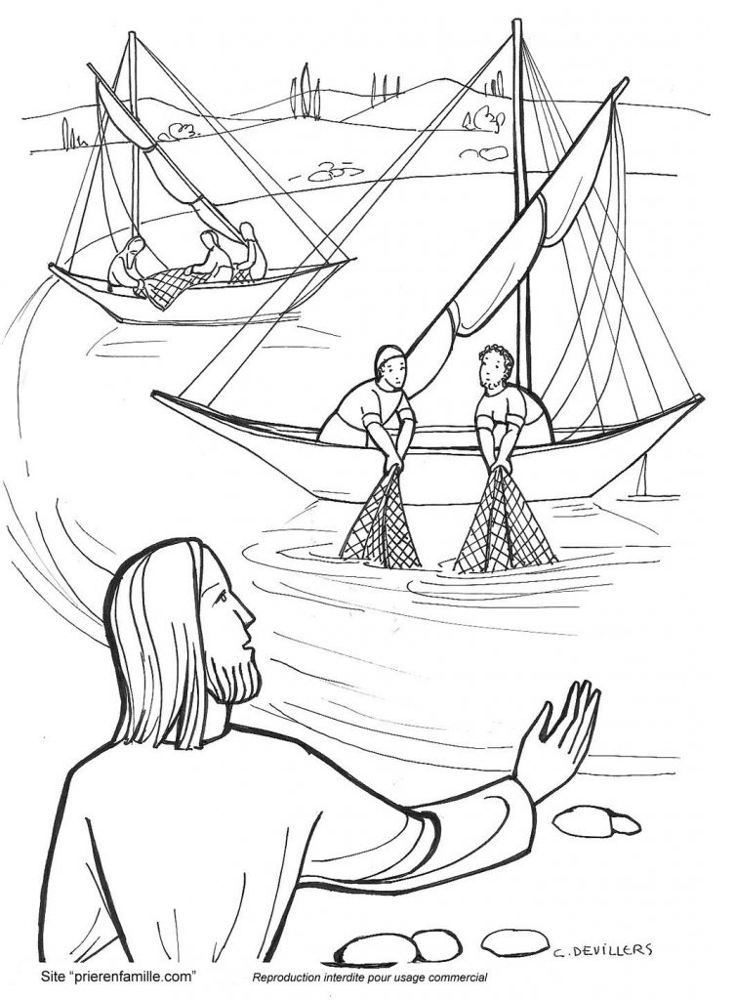 C. DEVILLERS
Site “prierenfamille.com”
Reproduction interdite pour usage commercial